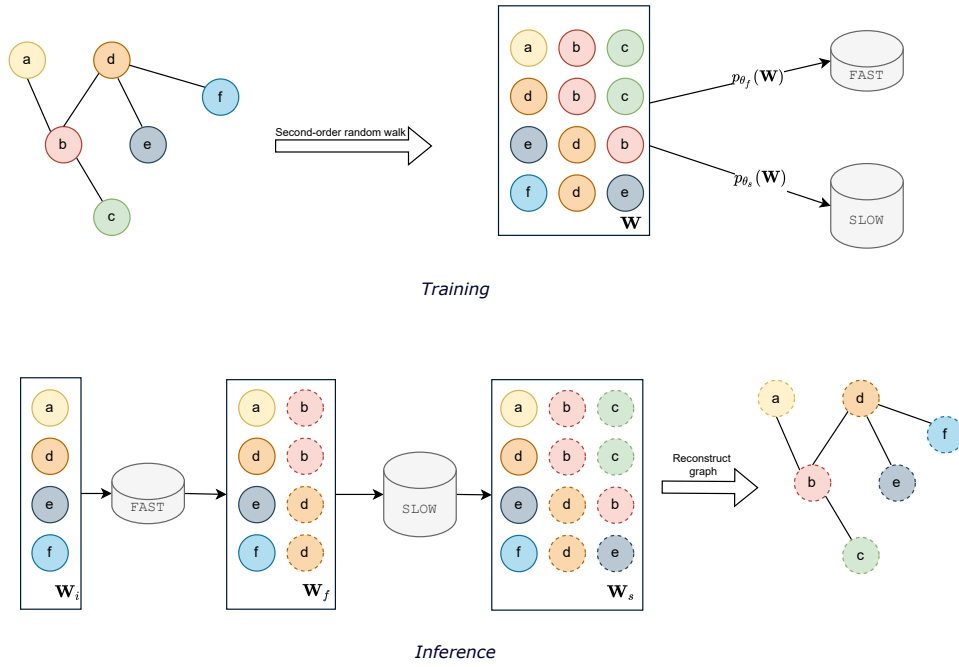 a
d
f
b
e
c
Second-order random walk
a b c
d b c
e d b
f d e
W
p_{θ_f}(W)
FAST
p_{θ_s}(W)
SLOW
Training
a
d
e
f
W_i
FAST
a b
d b
e d
f d
W_f
SLOW
a b c
d b c
e d b
f d e
W_s
Reconstruct
graph
a
d
f
b
e
c
Inference